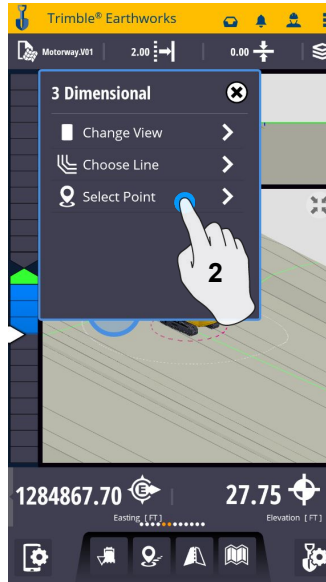 Trimble® Earthworks
Motorway.V01 2.00 0.00
3 Dimensional
Change View
Choose Line
Select Point
2
1284867.70 E 27.75
Easting [FT] Elevation [FT]